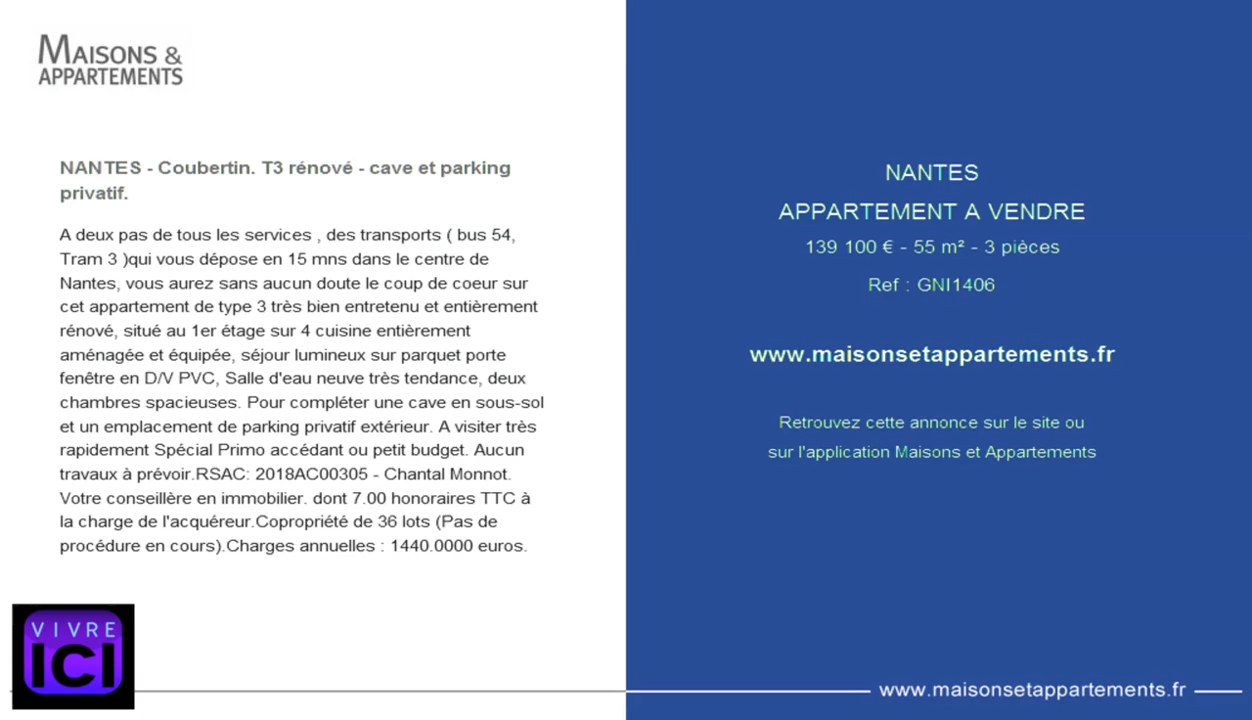 MAISONS &
APPARTEMENTS
NANTES - Coubertin. T3 rénové - cave et parking
privatif.
A deux pas de tous les services , des transports ( bus 54,
Tram 3 )qui vous dépose en 15 mns dans le centre de
Nantes, vous aurez sans aucun doute le coup de coeur sur
cet appartement de type 3 très bien entretenu et entièrement
rénové, situé au 1er étage sur 4 cuisine entièrement
aménagée et équipée, séjour lumineux sur parquet porte
fenêtre en D/V PVC, Salle d'eau neuve très tendance, deux
chambres spacieuses. Pour compléter une cave en sous-sol
et un emplacement de parking privatif extérieur. A visiter très
rapidement Spécial Primo accédant ou petit budget. Aucun
travaux à prévoir.RSAC: 2018AC00305 - Chantal Monnot.
Votre conseillère en immobilier. dont 7.00 honoraires TTC à
la charge de l'acquéreur.Copropriété de 36 lots (Pas de
procédure en cours).Charges annuelles : 1440.0000 euros.
VIVRE
ICI
NANTES
APPARTEMENT A VENDRE
139 100 € - 55 m² - 3 pièces
Ref : GNI1406
www.maisonsetappartements.fr
Retrouvez cette annonce sur le site ou
sur l'application Maisons et Appartements
www.maisonsetappartements.fr